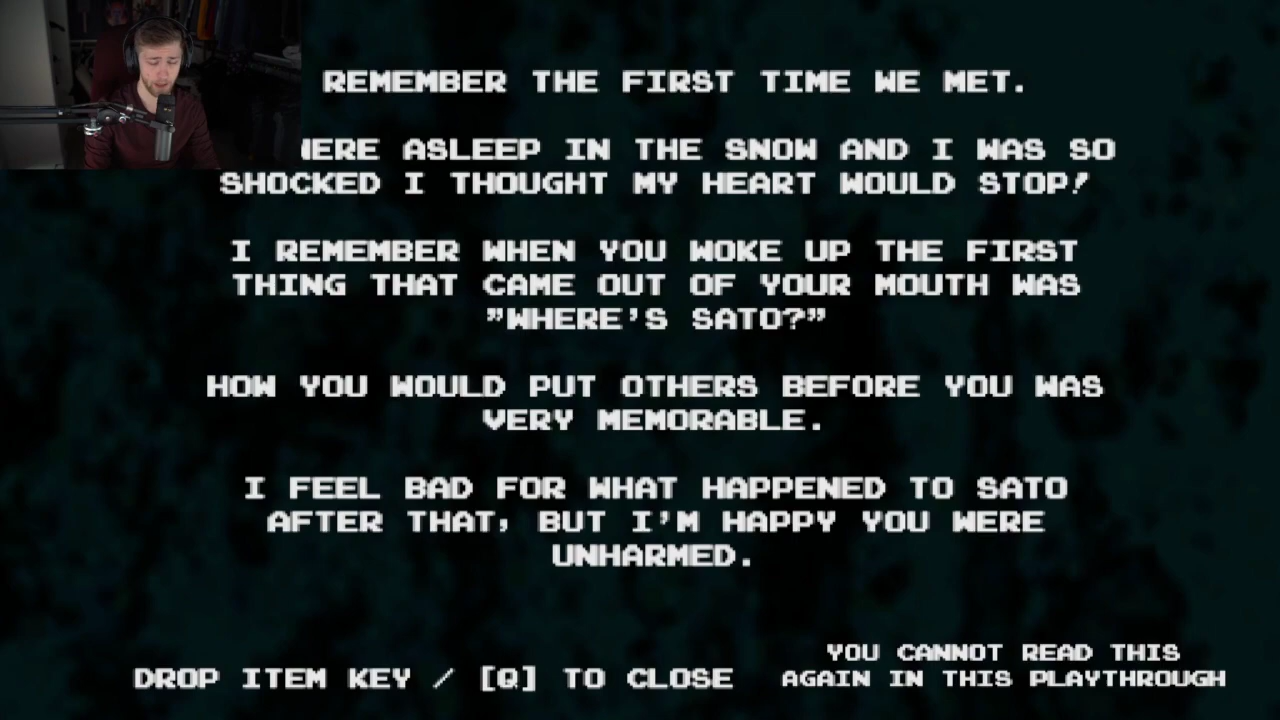 REMEMBER THE FIRST TIME WE MET.
ASLEEP IN THE SNOW AND I WAS SO
SHOCKED I THOUGHT MY HEART WOULD STOP!
I REMEMBER WHEN YOU WOKE UP THE FIRST
THING THAT CAME OUT OF YOUR MOUTH WAS
"WHERE'S SATO?"
HOW YOU WOULD PUT OTHERS BEFORE YOU WAS
VERY MEMORABLE.
I FEEL BAD FOR WHAT HAPPENED TO SATO
AFTER THAT, BUT I'M HAPPY YOU WERE
UNHARMED.
YOU CANNOT READ THIS
AGAIN IN THIS PLAYTHROUGH
DROP ITEM KEY / [Q] TO CLOSE